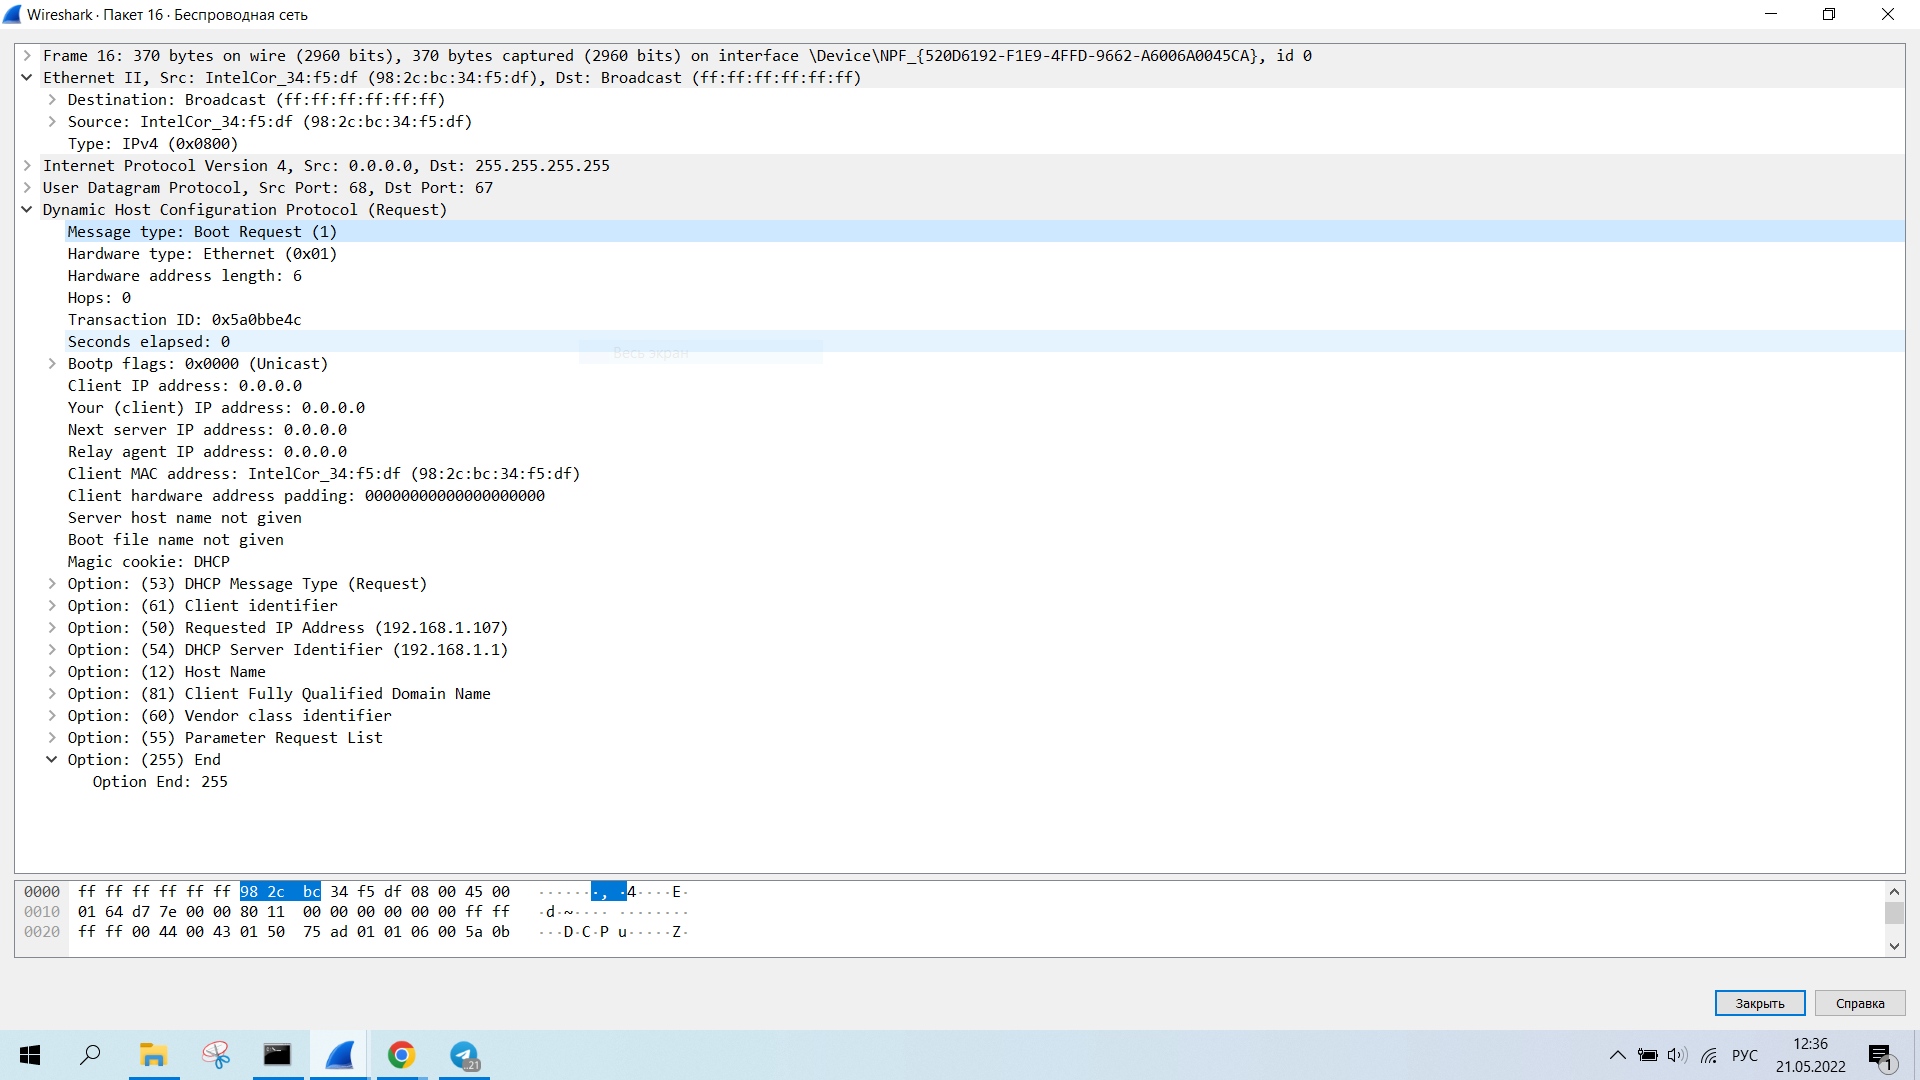 Wireshark · Пакет 16 · Беспроводная сеть
Frame 16: 370 bytes on wire (2960 bits), 370 bytes captured (2960 bits) on interface \Device\NPF_{520D6192-F1E9-4FFD-9662-A6006A0045CA}, id 0
Ethernet II, Src: IntelCor_34:f5:df (98:2c:bc:34:f5:df), Dst: Broadcast (ff:ff:ff:ff:ff:ff)
Destination: Broadcast (ff:ff:ff:ff:ff:ff)
Source: IntelCor_34:f5:df (98:2c:bc:34:f5:df)
Type: IPv4 (0x0800)
Internet Protocol Version 4, Src: 0.0.0.0, Dst: 255.255.255.255
User Datagram Protocol, Src Port: 68, Dst Port: 67
Dynamic Host Configuration Protocol (Request)
Message type: Boot Request (1)
Hardware type: Ethernet (0x01)
Hardware address length: 6
Hops: 0
Transaction ID: 0x5a0bbe4c
Seconds elapsed: 0
Весь экран
Bootp flags: 0x0000 (Unicast)
Client IP address: 0.0.0.0
Your (client) IP address: 0.0.0.0
Next server IP address: 0.0.0.0
Relay agent IP address: 0.0.0.0
Client MAC address: IntelCor_34:f5:df (98:2c:bc:34:f5:df)
Client hardware address padding: 00000000000000000000
Server host name not given
Boot file name not given
Magic cookie: DHCP
Option: (53) DHCP Message Type (Request)
Option: (61) Client identifier
Option: (50) Requested IP Address (192.168.1.107)
Option: (54) DHCP Server Identifier (192.168.1.1)
Option: (12) Host Name
Option: (81) Client Fully Qualified Domain Name
Option: (60) Vendor class identifier
Option: (55) Parameter Request List
Option: (255) End
Option End: 255
0000 ff ff ff ff ff ff 98 2c bc 34 f5 df 08 00 45 00 ·······,·4····E·
0010 01 64 d7 7e 00 00 80 11 00 00 00 00 00 00 ff ff ·d·~···· ········
0020 ff ff 00 44 00 43 01 50 75 ad 01 01 06 00 5a 0b ···D·C·P u·····Z·
Закрыть
Справка
..21
РУС
12:36
21.05.2022
1